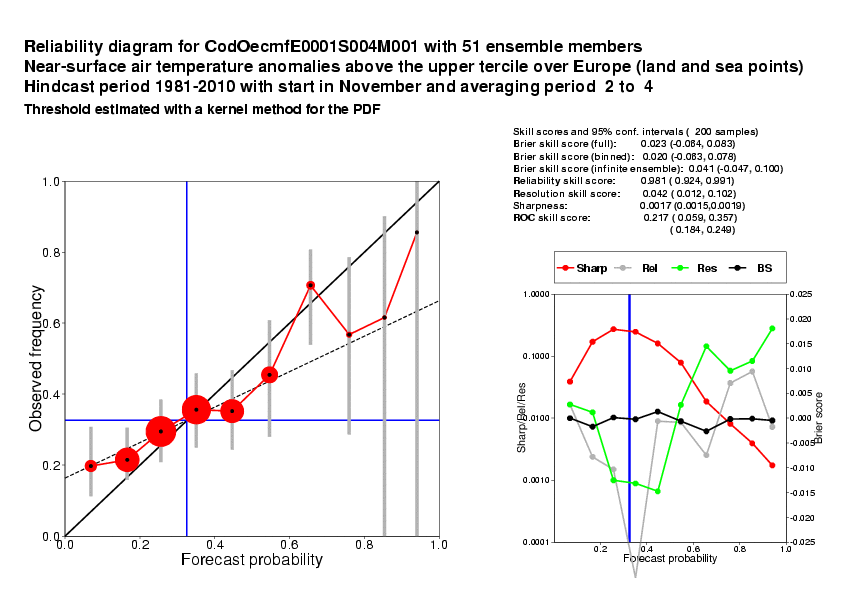 Reliability diagram for CodOecmfE0001S004M001 with 51 ensemble members
Near-surface air temperature anomalies above the upper tercile over Europe (land and sea points)
Hindcast period 1981-2010 with start in November and averaging period 2 to 4
Threshold estimated with a kernel method for the PDF
Skill scores and 95% conf. intervals ( 200 samples)
Brier skill score (full): 0.023 (-0.064, 0.083)
Brier skill score (binned): 0.020 (-0.063, 0.078)
Brier skill score (infinite ensemble): 0.041 (-0.047, 0.100)
Reliability skill score: 0.981 ( 0.924, 0.991)
Resolution skill score: 0.042 ( 0.012, 0.102)
Sharpness: 0.0017 (0.0015,0.0019)
ROC skill score: 0.217 ( 0.059, 0.357)
( 0.184, 0.249)
1.0
0.8
0.6
0.4
0.2
0.0
Observed frequency
0.0 0.2 0.4 0.6 0.8 1.0
Forecast probability
Sharp Rel Res BS
1.0000
0.1000
0.0100
0.0010
0.0001
Sharp/Rel/Res
0.025
0.020
0.015
0.010
0.005
0.000
-0.005
-0.010
-0.015
-0.020
-0.025
Brier score
0.2 0.4 0.6 0.8 1.0
Forecast probability